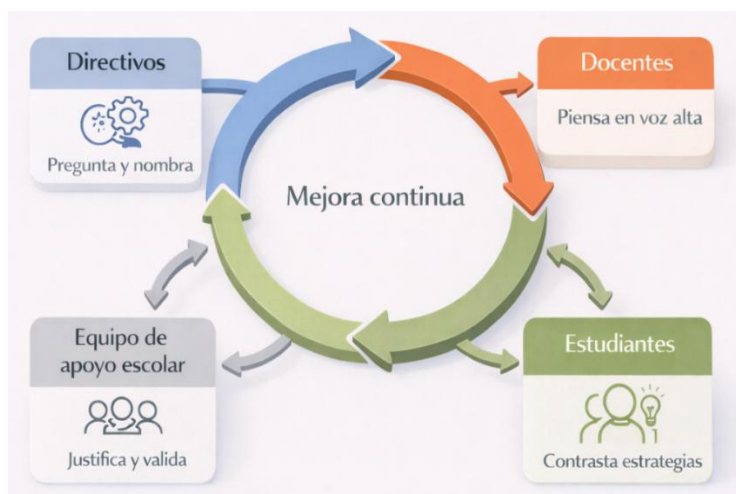 Directivos
Pregunta y nombra
Docentes
Piensa en voz alta
Mejora continua
Equipo de
apoyo escolar
Justifica y valida
Estudiantes
Contrasta estrategias